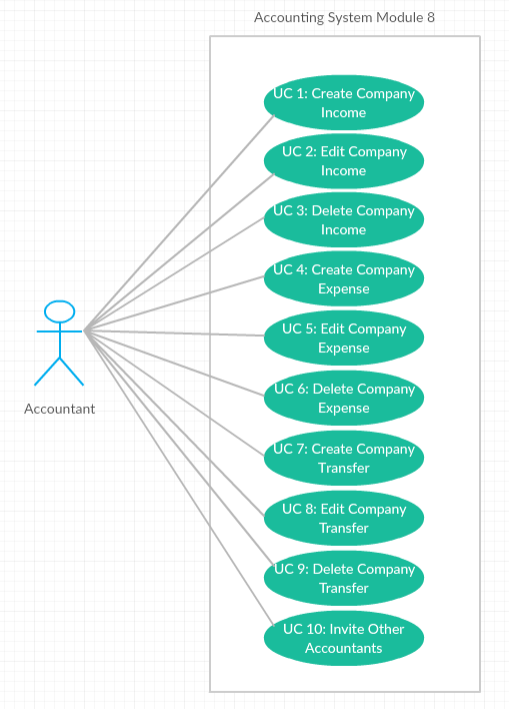 Accounting System Module 8
UC 1: Create Company
Income
UC 2: Edit Company
Income
UC 3: Delete Company
Income
UC 4: Create Company
Expense
UC 5: Edit Company
Expense
UC 6: Delete Company
Expense
UC 7: Create Company
Transfer
UC 8: Edit Company
Transfer
UC 9: Delete Company
Transfer
UC 10: Invite Other
Accountants
Accountant